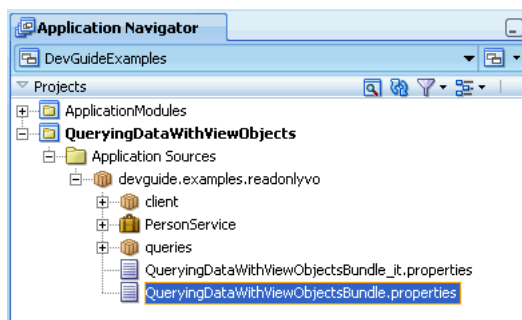 Application Navigator
DevGuideExamples
Projects
ApplicationModules
QueryingDataWithViewObjects
Application Sources
devguide.examples.readonlyvo
client
PersonService
queries
QueryingDataWithViewObjectsBundle_it.properties
QueryingDataWithViewObjectsBundle.properties